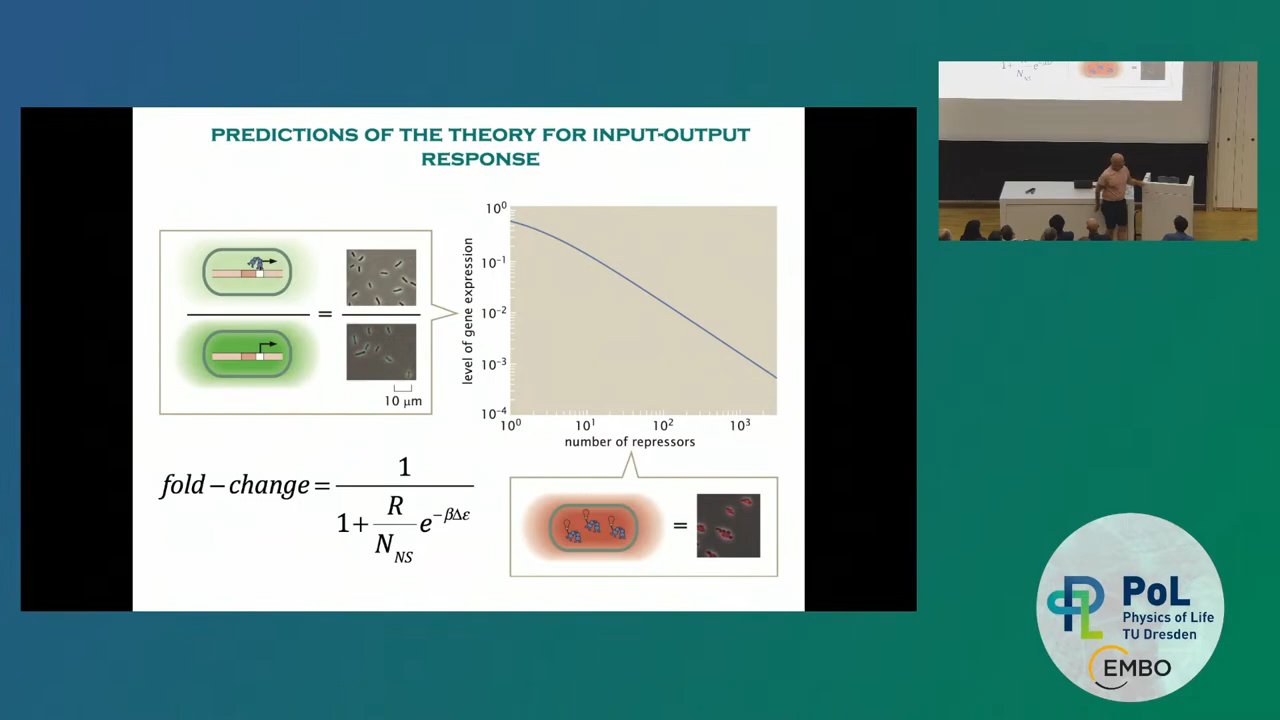 PREDICTIONS OF THE THEORY FOR INPUT-OUTPUT
RESPONSE
=
10 μm
level of gene expression
10⁰
10⁻¹
10⁻²
10⁻³
10⁻⁴
10⁰ 10¹ 10² 10³
number of repressors
fold−change = 1 / (1 + R/N_NS e^−βΔε)
=
1+ N_NS e
=
PoL
Physics of Life
TU Dresden
EMBO